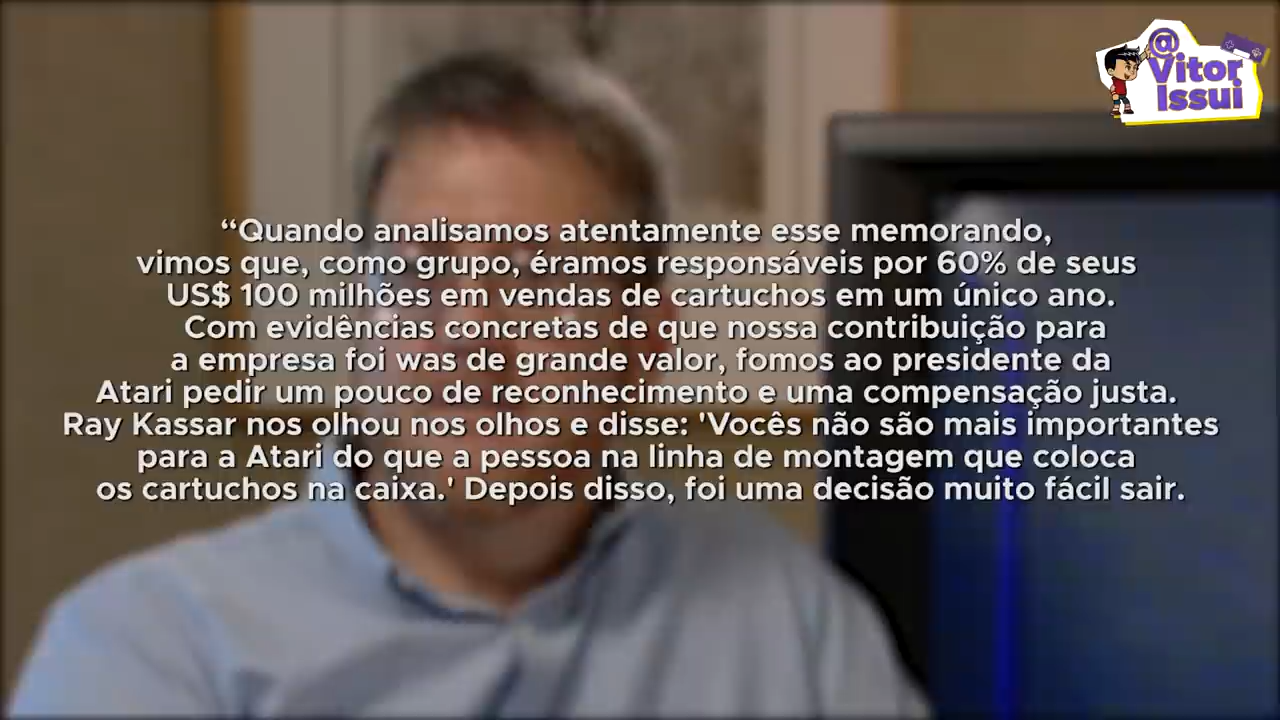 @
Vitor
Issui
“Quando analisamos atentamente esse memorando,
vimos que, como grupo, éramos responsáveis por 60% de seus
US$ 100 milhões em vendas de cartuchos em um único ano.
Com evidências concretas de que nossa contribuição para
a empresa foi was de grande valor, fomos ao presidente da
Atari pedir um pouco de reconhecimento e uma compensação justa.
Ray Kassar nos olhou nos olhos e disse: 'Vocês não são mais importantes
para a Atari do que a pessoa na linha de montagem que coloca
os cartuchos na caixa.' Depois disso, foi uma decisão muito fácil sair.